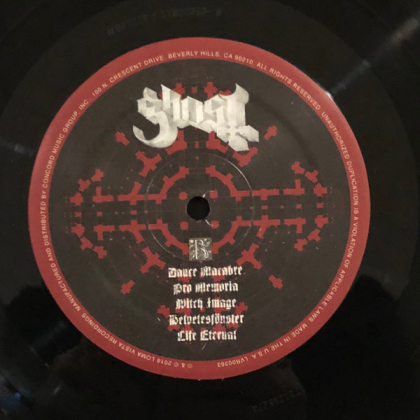 Ghost
B
Dance Macabre
Pro Memoria
Witch Image
Helvetesfönster
Life Eternal
MANUFACTURED AND DISTRIBUTED BY CONCORD MUSIC GROUP, INC., 100 N. CRESCENT DRIVE, BEVERLY HILLS, CA 90210. ALL RIGHTS RESERVED. UNAUTHORIZED DUPLICATION IS A VIOLATION OF APPLICABLE LAWS. MADE IN THE U.S.A. LVR00363
℗ & © 2018 LOMA VISTA RECORDINGS.